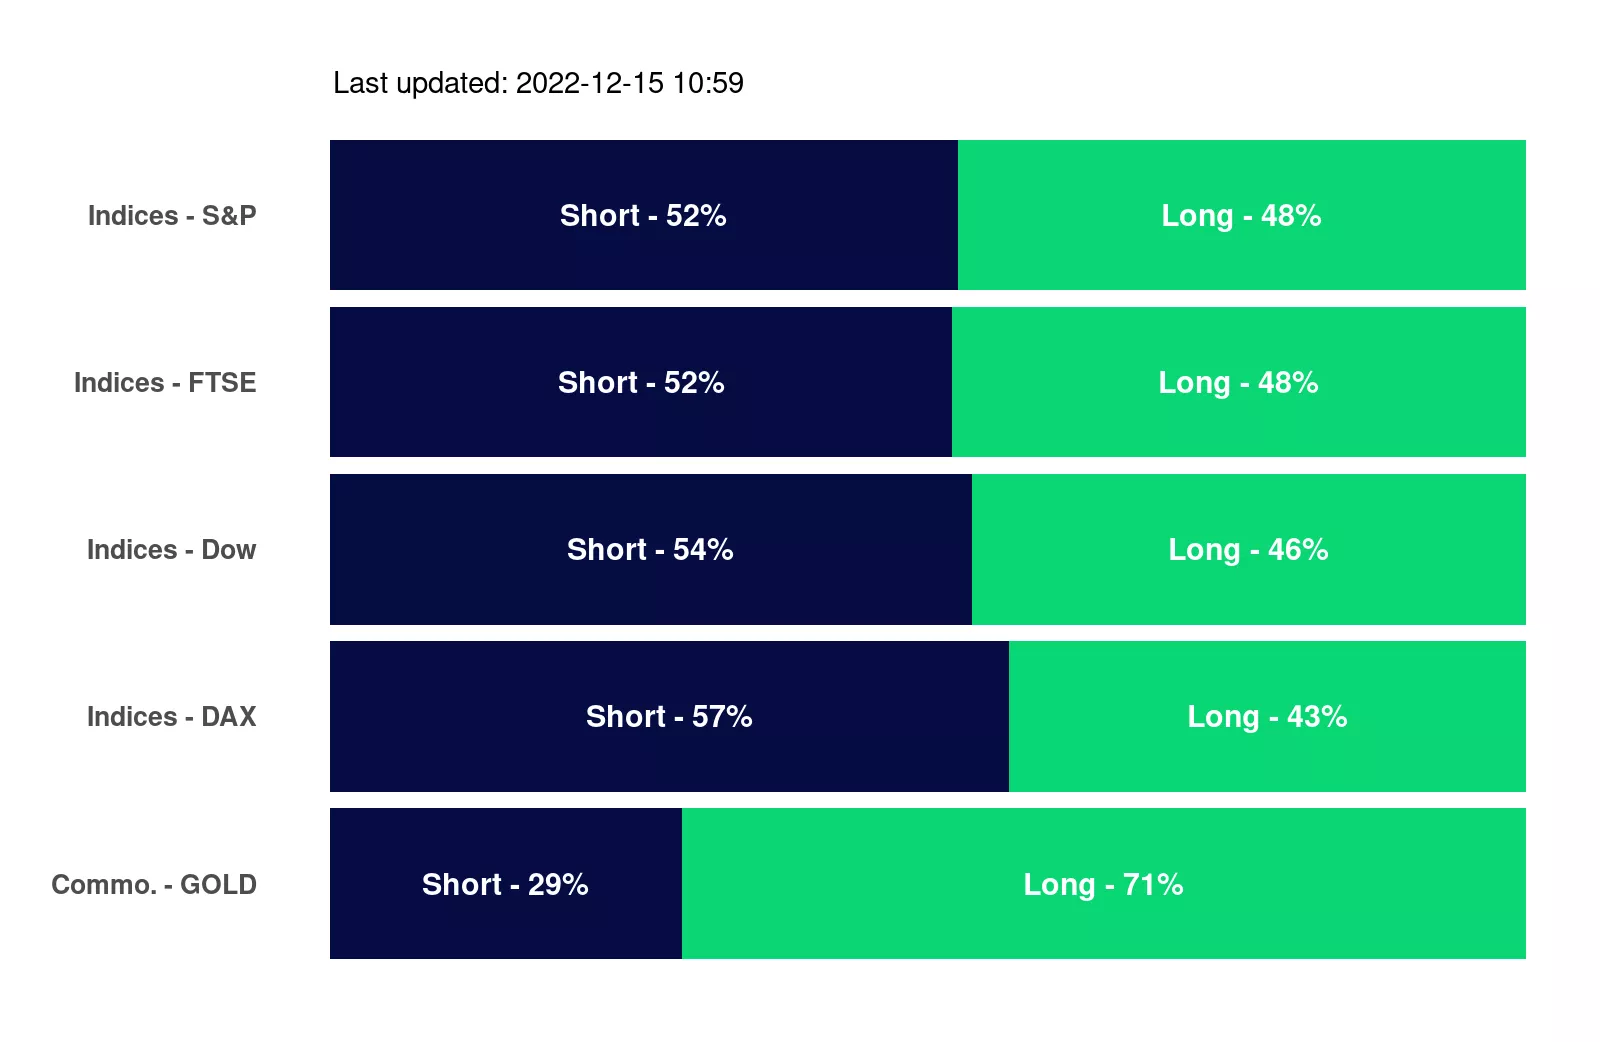 Last updated: 2022-12-15 10:59
Indices - S&P Short - 52% Long - 48%
Indices - FTSE Short - 52% Long - 48%
Indices - Dow Short - 54% Long - 46%
Indices - DAX Short - 57% Long - 43%
Commo. - GOLD Short - 29% Long - 71%